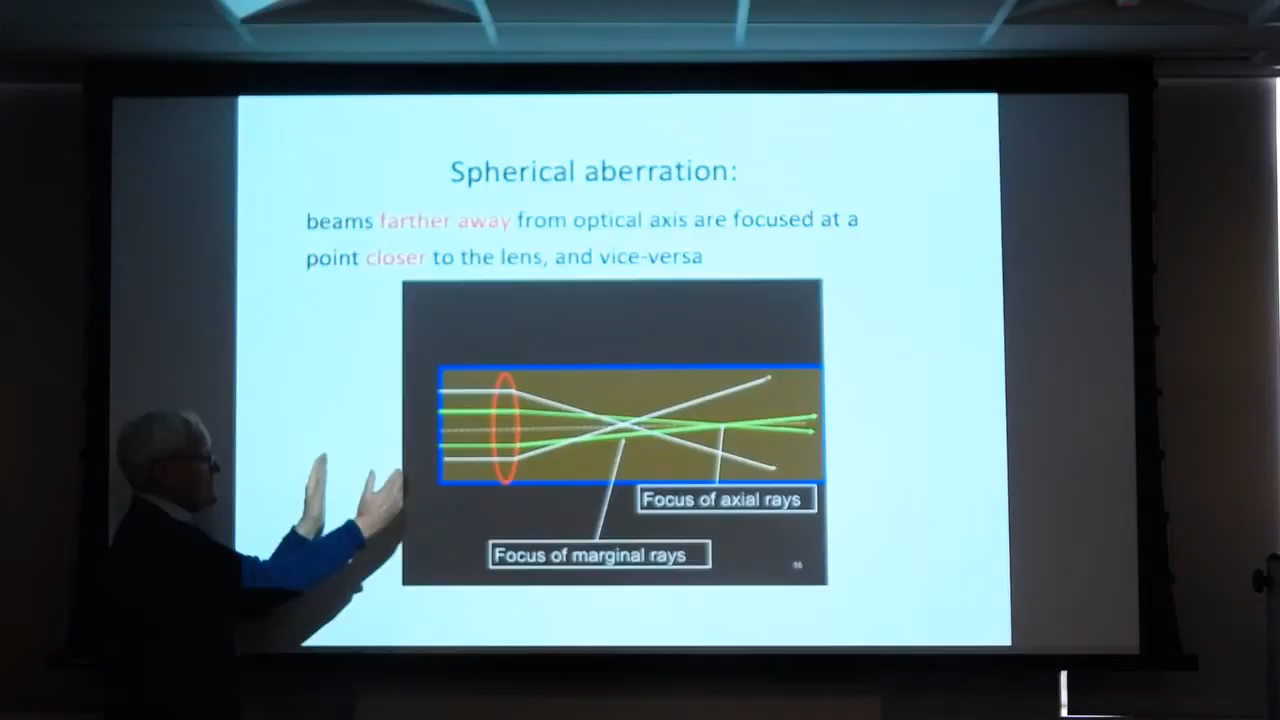 Spherical aberration:
beams farther away from optical axis are focused at a
point closer to the lens, and vice-versa
Focus of axial rays
Focus of marginal rays